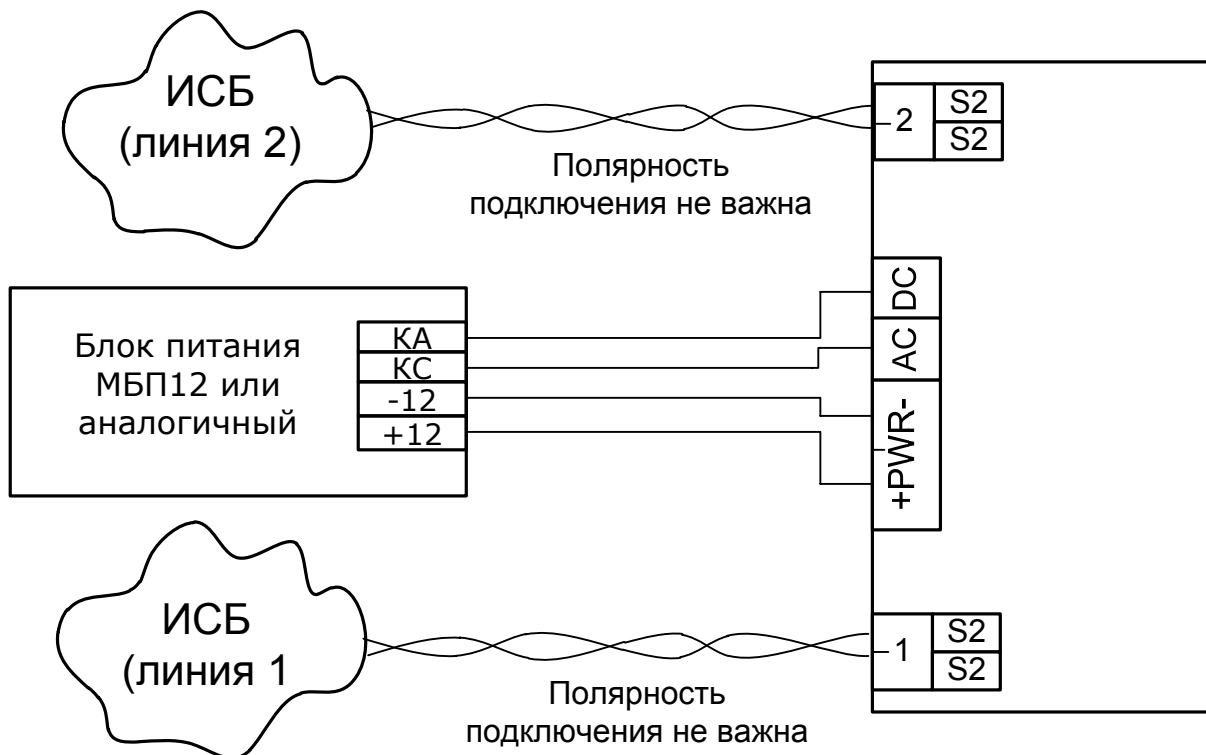 ИСБ
(линия 2)
Полярность
подключения не важна
2
S2
S2
Блок питания
МБП12 или
аналогичный
КА
КС
-12
+12
DC
AC
+PWR-
ИСБ
(линия 1
Полярность
подключения не важна
1
S2
S2